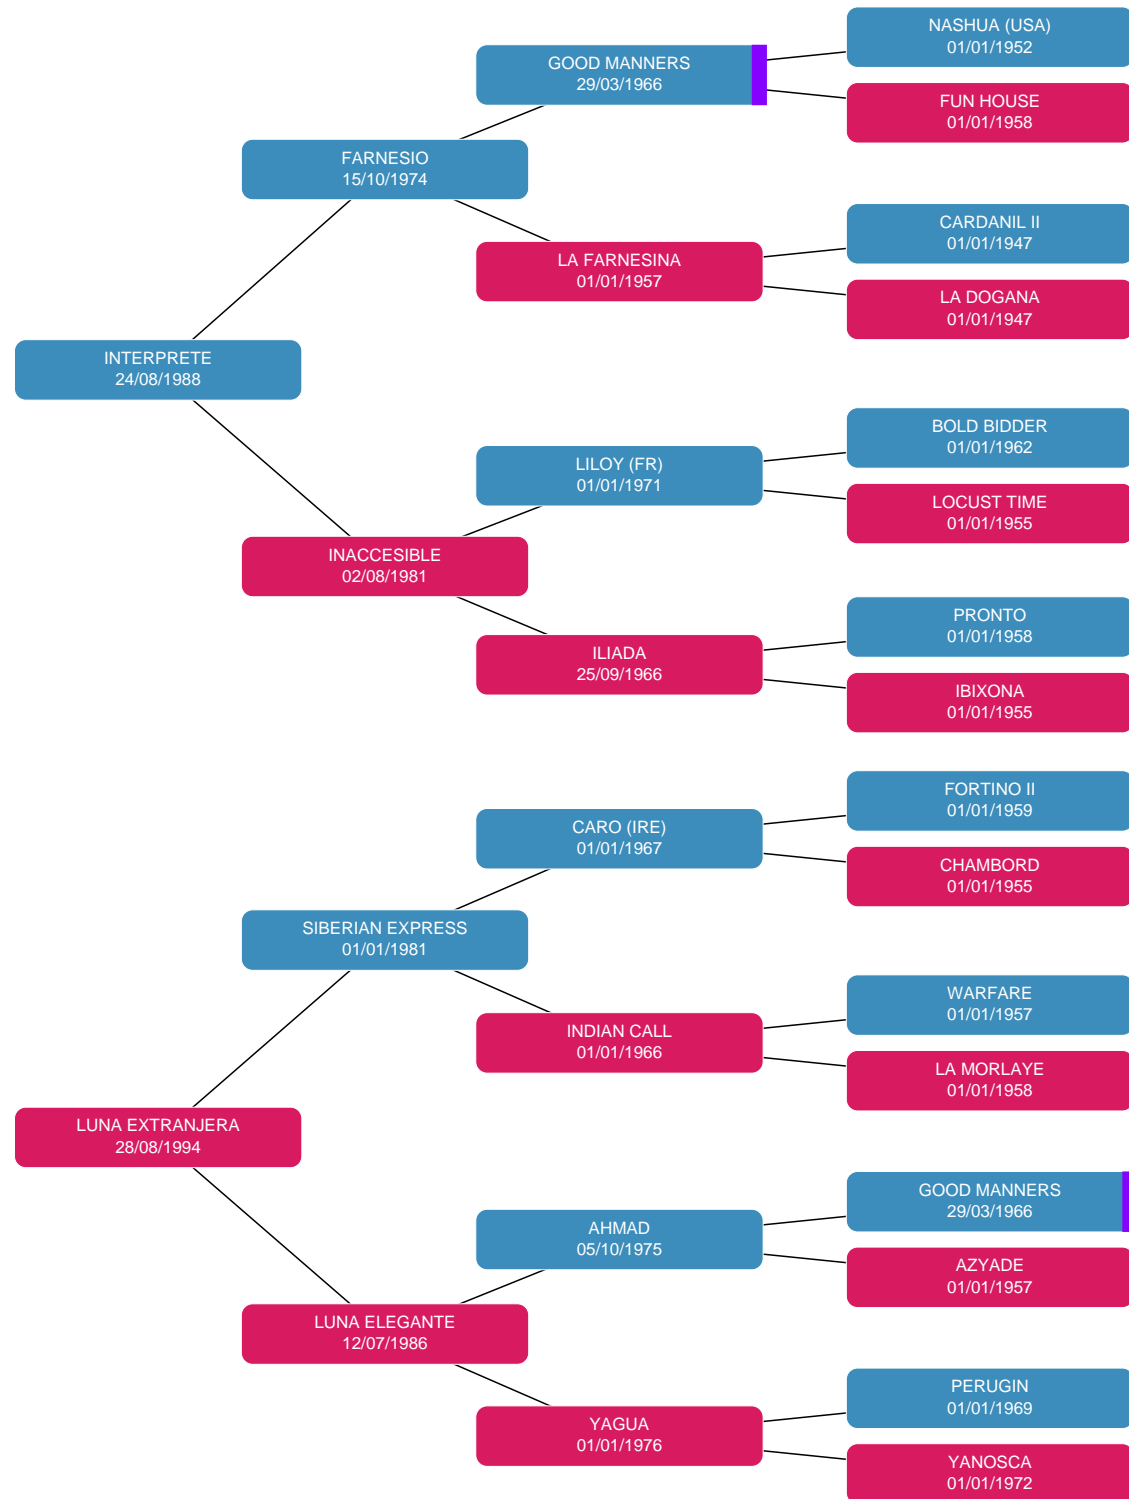 NASHUA (USA)
01/01/1952
GOOD MANNERS
29/03/1966
FUN HOUSE
01/01/1958
FARNESIO
15/10/1974
CARDANIL II
01/01/1947
LA FARNESINA
01/01/1957
LA DOGANA
01/01/1947
INTERPRETE
24/08/1988
BOLD BIDDER
01/01/1962
LILOY (FR)
01/01/1971
LOCUST TIME
01/01/1955
INACCESIBLE
02/08/1981
PRONTO
01/01/1958
ILIADA
25/09/1966
IBIXONA
01/01/1955
FORTINO II
01/01/1959
CARO (IRE)
01/01/1967
CHAMBORD
01/01/1955
SIBERIAN EXPRESS
01/01/1981
WARFARE
01/01/1957
INDIAN CALL
01/01/1966
LA MORLAYE
01/01/1958
LUNA EXTRANJERA
28/08/1994
GOOD MANNERS
29/03/1966
AHMAD
05/10/1975
AZYADE
01/01/1957
LUNA ELEGANTE
12/07/1986
PERUGIN
01/01/1969
YAGUA
01/01/1976
YANOSCA
01/01/1972